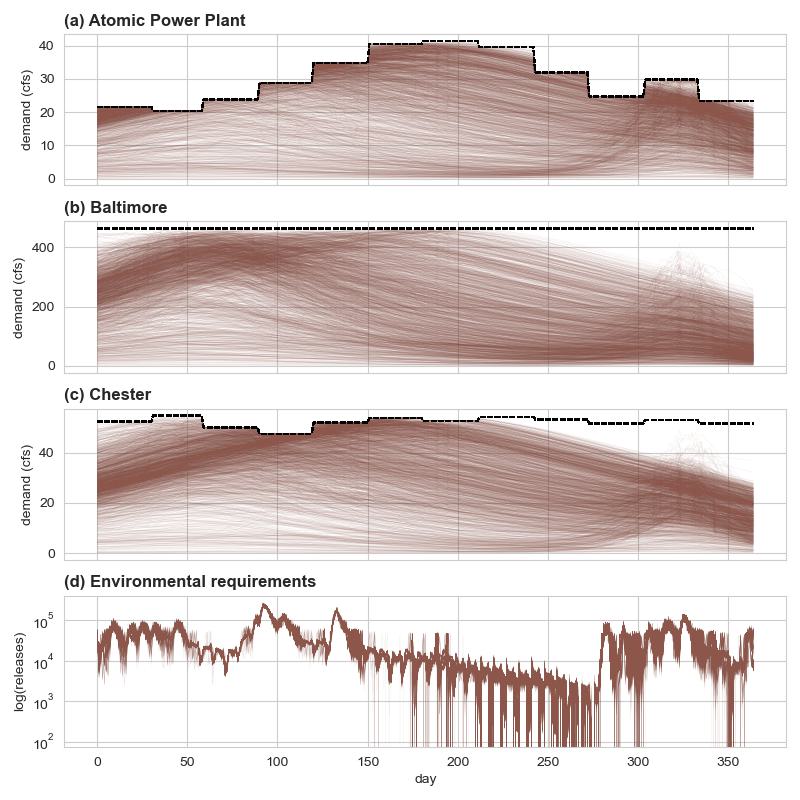 (a) Atomic Power Plant
40
30
20
10
0
demand (cfs)
(b) Baltimore
400
200
0
demand (cfs)
(c) Chester
40
20
0
demand (cfs)
(d) Environmental requirements
10^5
10^4
10^3
10^2
log(releases)
0 50 100 150 200 250 300 350
day